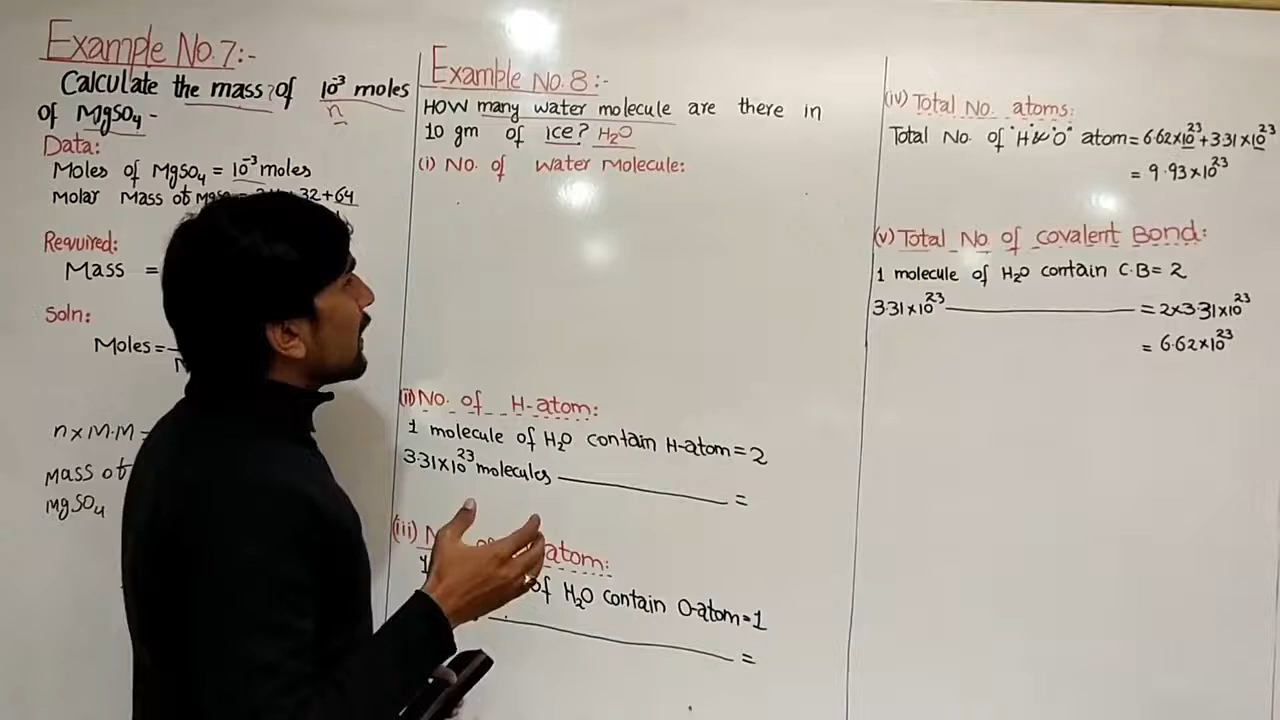 Example No.7:-
Calculate the mass of 10⁻³ moles
n
of MgSO₄ -
Data:
Moles of MgSO₄ = 10⁻³ moles
Molar Mass of MgSO₄ = 32+64
Required:
Mass =
Soln:
Moles=
n×M·M
Mass of
MgSO₄
Example No.8:-
HOW many water molecule are there in
10 gm of ice? H₂O
(i) NO. of Water Molecule:
(ii) NO. of H-atom:
1 molecule of H₂O contain H-atom=2
3.31×10²³ molecules =
(iii) atom:
1 of H₂O contain O-atom=1
=
(iv) Total No. atoms:
Total No. of "H&O" atom= 6.62×10²³+3.31×10²³
= 9.93×10²³
(v) Total No of covalent Bond:
1 molecule of H₂O contain C.B= 2
3.31×10²³ = 2×3.31×10²³
= 6.62×10²³